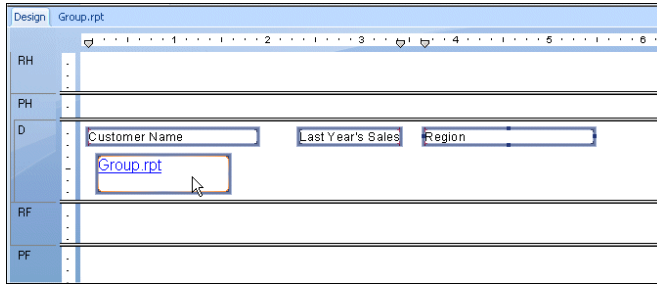 Design Group.rpt
1 2 3 4 5 6
RH
PH
D
Customer Name Last Year's Sales Region
Group.rpt
RF
PF